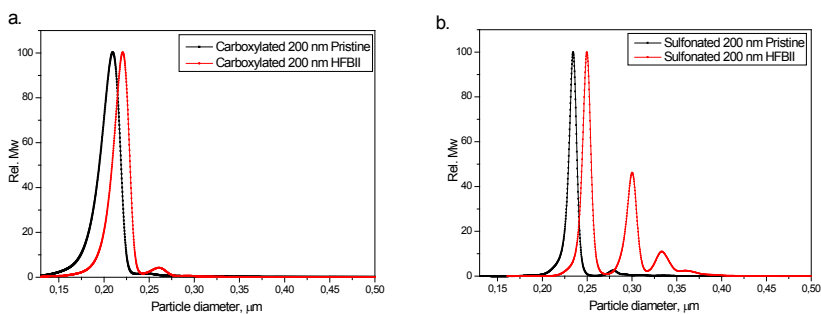 a.
Carboxylated 200 nm Pristine
Carboxylated 200 nm HFBII
100
80
60
40
20
0
Rel. Mw
0,15 0,20 0,25 0,30 0,35 0,40 0,45 0,50
Particle diameter, μm
b.
Sulfonated 200 nm Pristine
Sulfonated 200 nm HFBII
100
80
60
40
20
0
Rel. Mw
0,15 0,20 0,25 0,30 0,35 0,40 0,45 0,50
Particle diameter, μm